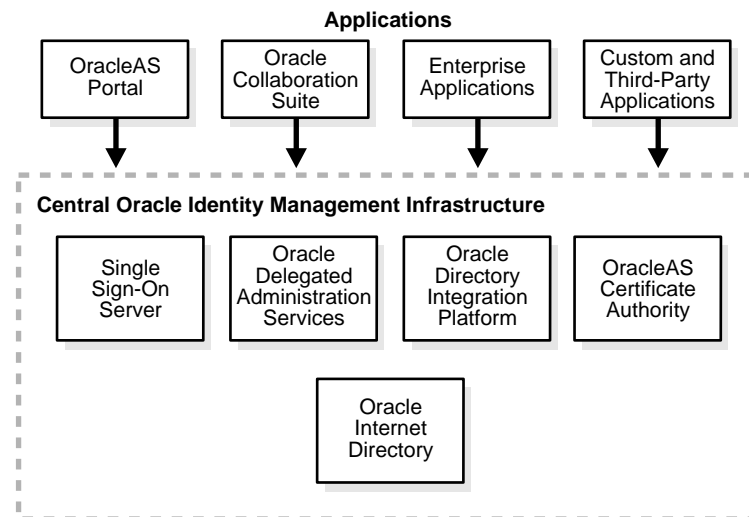 Applications
OracleAS
Portal
Oracle
Collaboration
Suite
Enterprise
Applications
Custom and
Third-Party
Applications
Central Oracle Identity Management Infrastructure
Single
Sign-On
Server
Oracle
Delegated
Administration
Services
Oracle
Directory
Integration
Platform
OracleAS
Certificate
Authority
Oracle
Internet
Directory